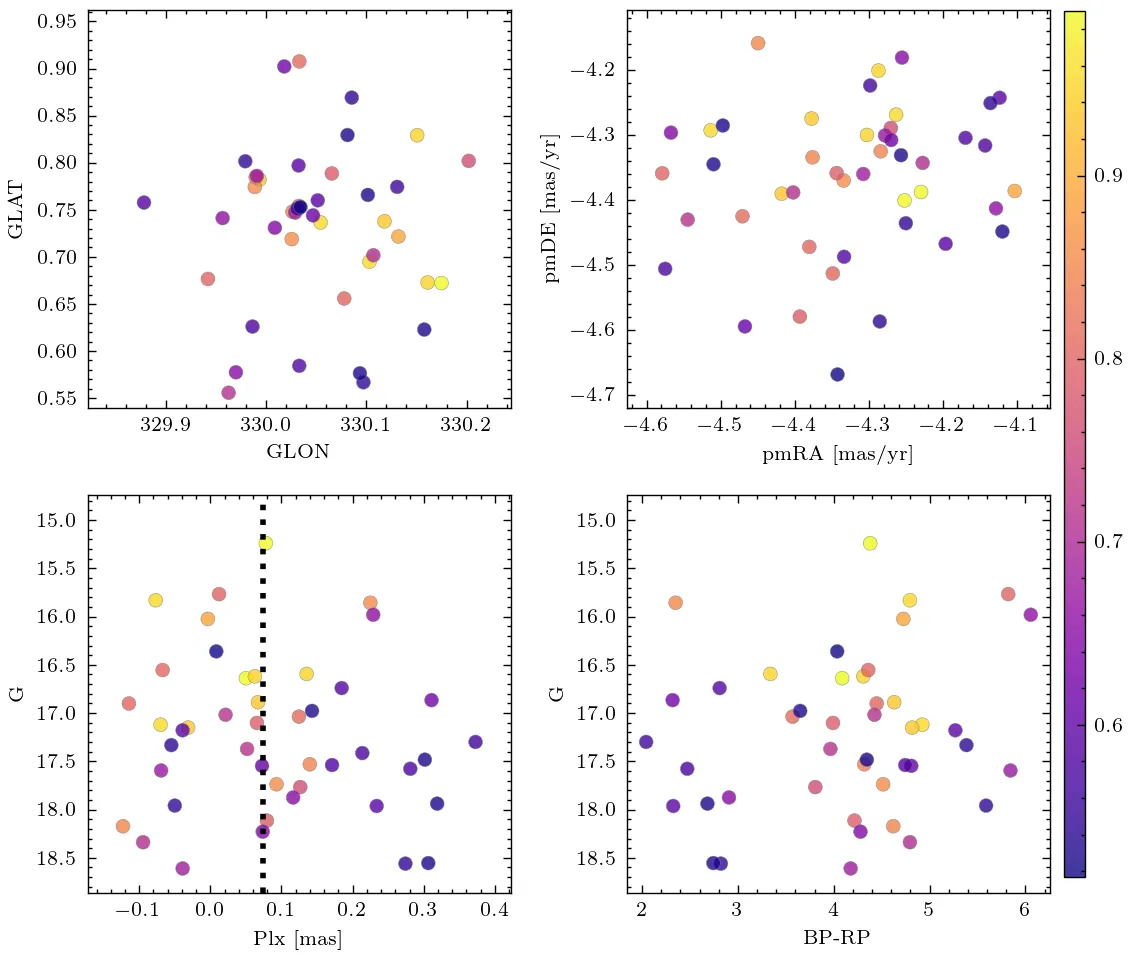 0.95
0.90
0.85
0.80
0.75
0.70
0.65
0.60
0.55
GLAT
329.9 330.0 330.1 330.2
GLON
−4.2
−4.3
−4.4
−4.5
−4.6
−4.7
pmDE [mas/yr]
−4.6 −4.5 −4.4 −4.3 −4.2 −4.1
pmRA [mas/yr]
15.0
15.5
16.0
16.5
17.0
17.5
18.0
18.5
G
−0.1 0.0 0.1 0.2 0.3 0.4
Plx [mas]
15.0
15.5
16.0
16.5
17.0
17.5
18.0
18.5
G
2 3 4 5 6
BP-RP
0.9
0.8
0.7
0.6